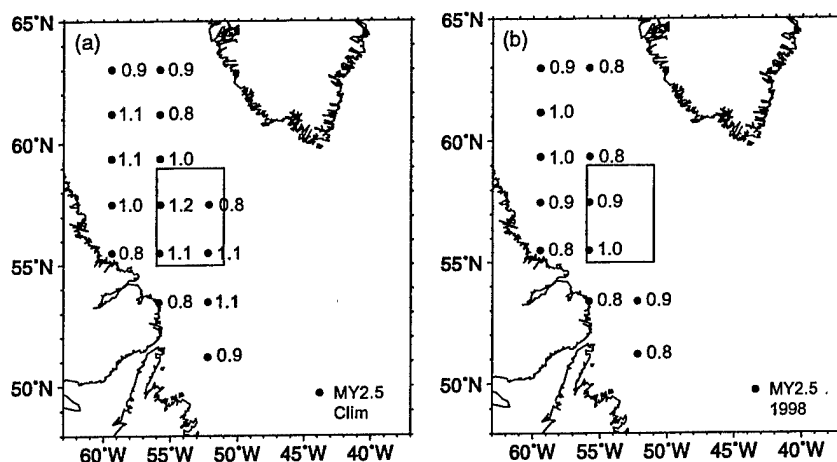 65°N (a) 65°N (b)
0.9 0.9 0.9 0.8
1.1 0.8 1.0
60°N 60°N
1.1 1.0 1.0 0.8
1.0 1.2 0.8 0.9 0.9
0.8 1.1 1.1 0.8 1.0
55°N 55°N
0.8 1.1 0.8 0.9
0.9 0.8
50°N MY2.5 50°N MY2.5
Clim 1998
60°W 55°W 50°W 45°W 40°W 60°W 55°W 50°W 45°W 40°W